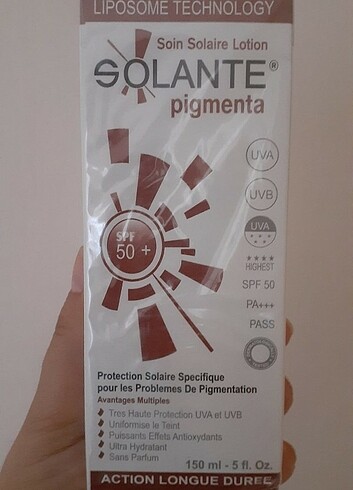 LIPOSOME TECHNOLOGY
Soin Solaire Lotion
SOLANTE®
pigmenta
UVA
UVB
UVA
HIGHEST
SPF
50 +
SPF 50
PA+++
PASS
Protection Solaire Specifique
pour les Problemes De Pigmentation
Avantages Multiples
Tres Haute Protection UVA et UVB
Uniformise le Teint
Puissants Effets Antioxydants
Ultra Hydratant
Sans Parfum
150 ml - 5 fl. Oz.
ACTION LONGUE DUREE